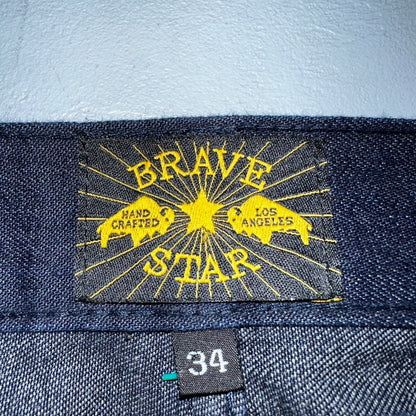 BRAVE
HAND CRAFTED
LOS ANGELES
STAR
34